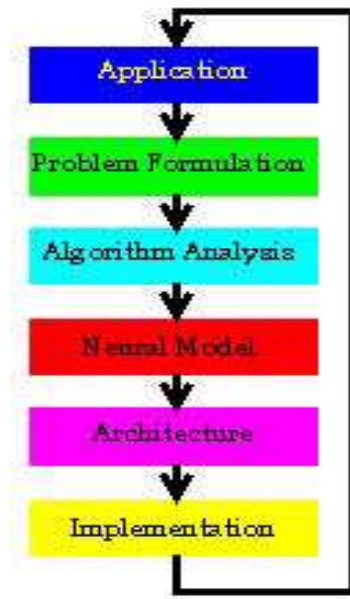 Application
Problem Formulation
Algorithm Analysis
Neural Model
Architecture
Implementation